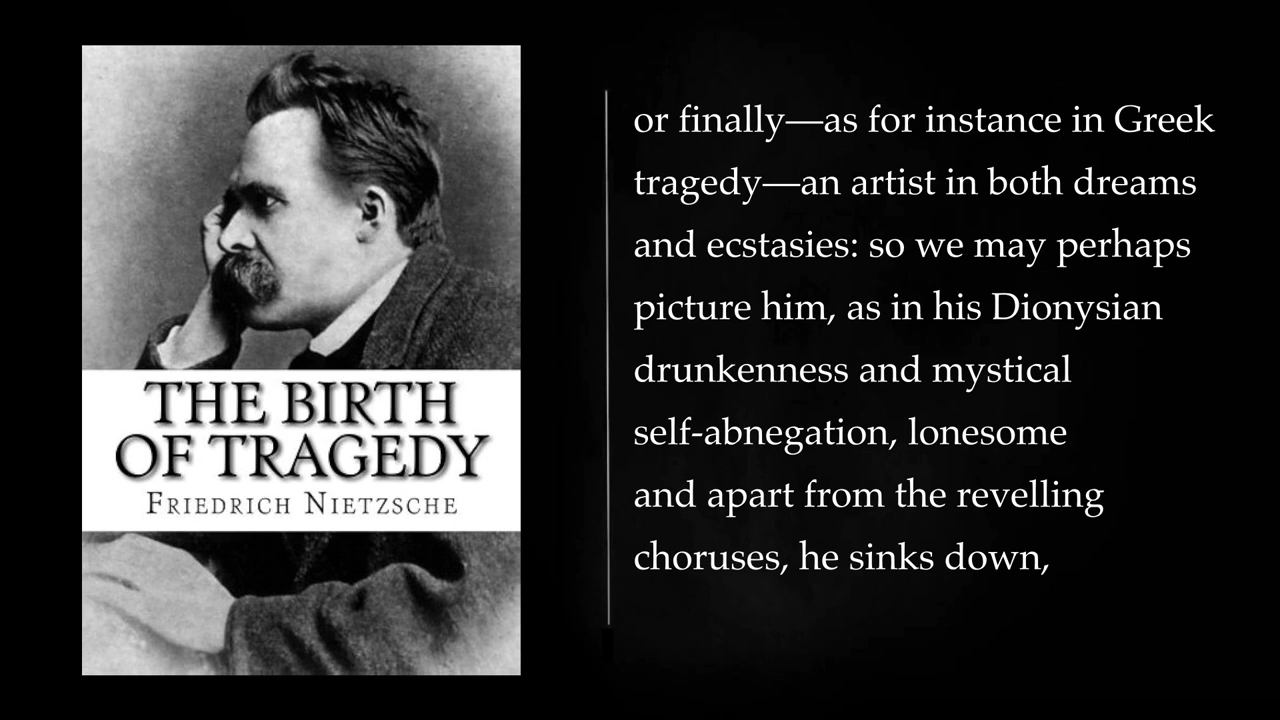 THE BIRTH
OF TRAGEDY
Friedrich Nietzsche
or finally—as for instance in Greek
tragedy—an artist in both dreams
and ecstasies: so we may perhaps
picture him, as in his Dionysian
drunkenness and mystical
self-abnegation, lonesome
and apart from the revelling
choruses, he sinks down,